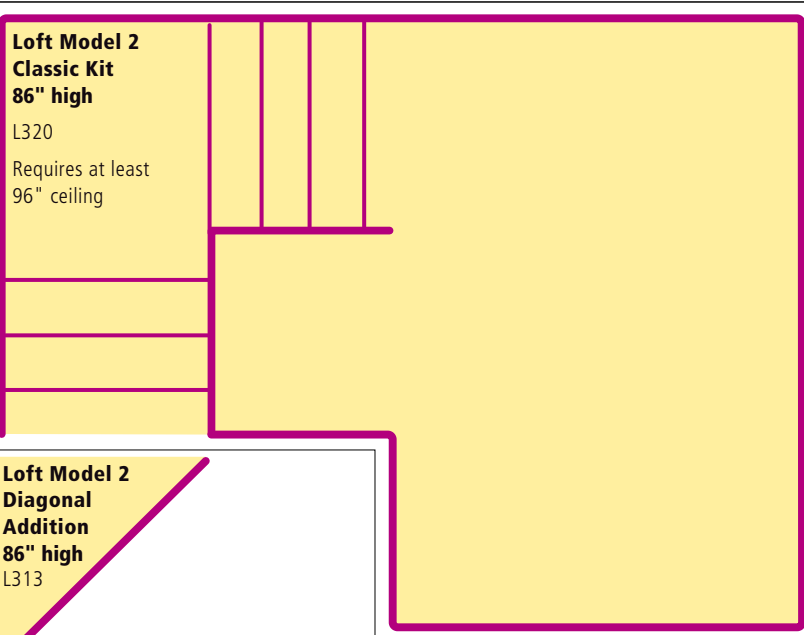 Loft Model 2
Classic Kit
86" high
L320
Requires at least
96" ceiling
Loft Model 2
Diagonal
Addition
86" high
L313